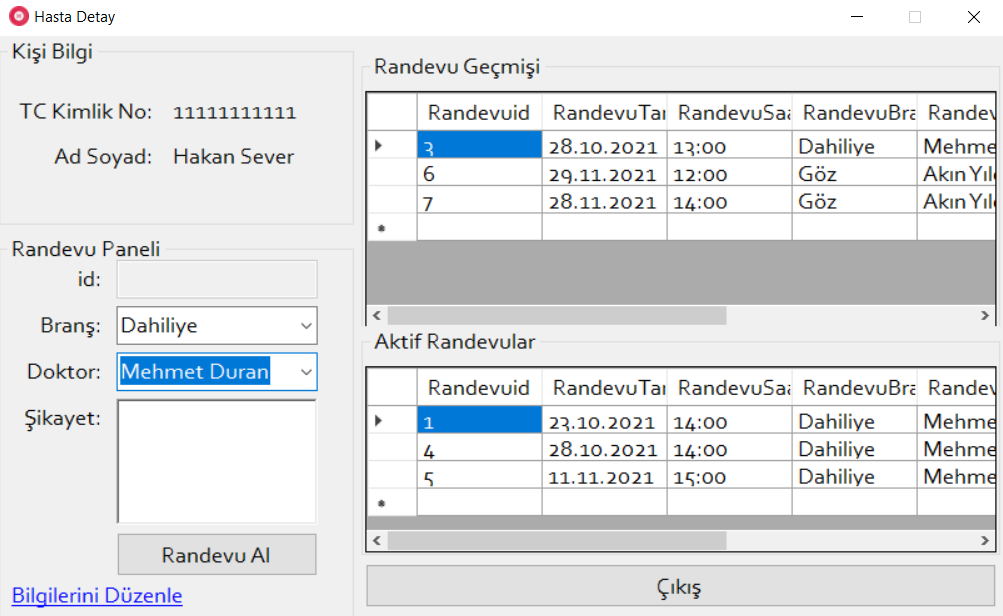 Hasta Detay
Kişi Bilgi
TC Kimlik No: 11111111111
Ad Soyad: Hakan Sever
Randevu Paneli
id:
Branş: Dahiliye
Doktor: Mehmet Duran
Şikayet:
Randevu Al
Bilgilerini Düzenle
Randevu Geçmişi
Randevuid RandevuTar RandevuSaa RandevuBra Randev
3 28.10.2021 13:00 Dahiliye Mehme
6 29.11.2021 12:00 Göz Akın Yıl
7 28.11.2021 14:00 Göz Akın Yıl
Aktif Randevular
Randevuid RandevuTar RandevuSaa RandevuBra Randev
1 23.10.2021 14:00 Dahiliye Mehme
4 28.10.2021 14:00 Dahiliye Mehme
5 11.11.2021 15:00 Dahiliye Mehme
Çıkış